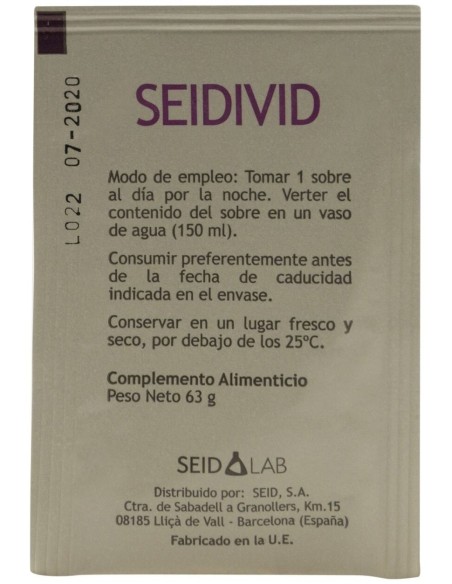 L022 07-2020
SEIDIVID
Modo de empleo: Tomar 1 sobre
al día por la noche. Verter el
contenido del sobre en un vaso
de agua (150 ml).
Consumir preferentemente antes
de la fecha de caducidad
indicada en el envase.
Conservar en un lugar fresco y
seco, por debajo de los 25ºC.
Complemento Alimenticio
Peso Neto 63 g
SEID LAB
Distribuido por: SEID, S.A.
Ctra. de Sabadell a Granollers, Km.15
08185 Lliçà de Vall - Barcelona (España)
Fabricado en la U.E.